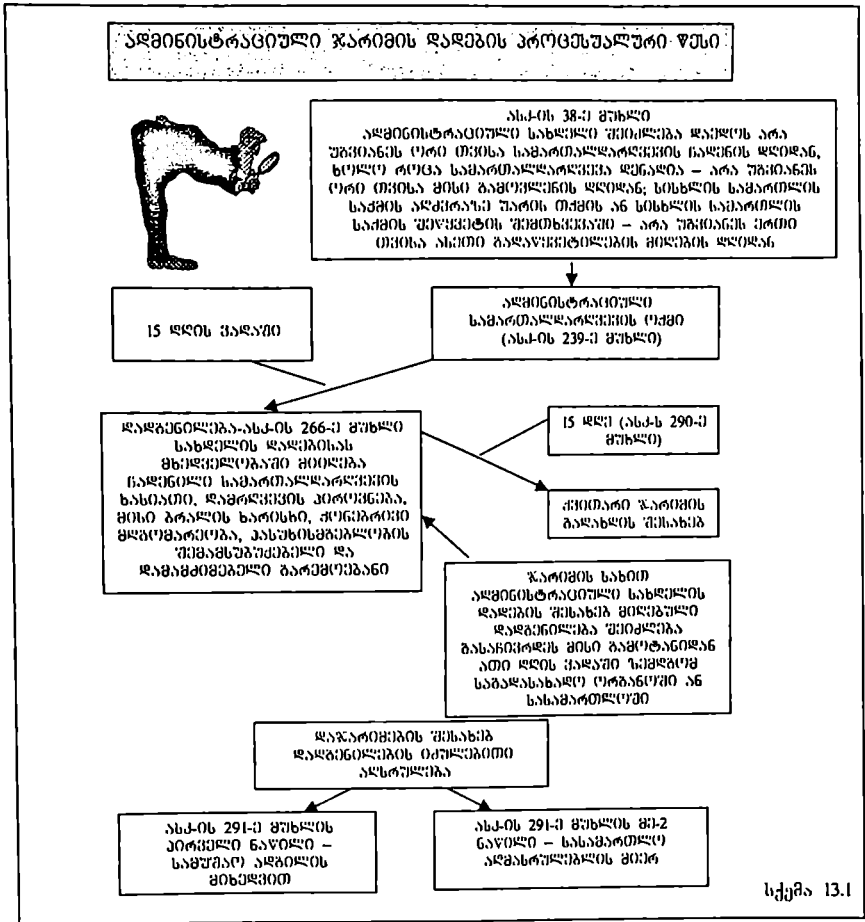 ადმინისტრაციული ჯარიმის დადების პროცესუალური წესი
ასკ-ის 38-ე მუხლი
ადმინისტრაციული სახდელი შეიძლება დაედოს არა
უგვიანეს ორი თვისა სამართალდარღვევის ჩადენის დღიდან,
ხოლო როცა სამართალდარღვევა დენადია – არა უგვიანეს
ორი თვისა მისი გამოვლენის დღიდან; სისხლის სამართლის
საქმის აღძვრაზე უარის თქმის ან სისხლის სამართლის
საქმის შეწყვეტის შემთხვევაში – არა უგვიანეს ერთი
თვისა ასეთი გადაწყვეტილების მიღების დღიდან
15 დღის ვადაში
ადმინისტრაციული
სამართალდარღვევის ოქმი
(ასკ-ის 239-ე მუხლი)
დადგენილება-ასკ-ის 266-ე მუხლი
სახდელის დადებისას
მხედველობაში მიიღება
ჩადენილი სამართალდარღვევის
ხასიათი, დამრღვევის პიროვნება,
მისი ბრალის ხარისხი, ქონებრივი
მდგომარეობა, პასუხისმგებლობის
შემამსუბუქებელი და
დამამძიმებელი გარემოებანი
15 დღე (ასკ-ს 290-ე
მუხლი)
ქვითარი ჯარიმის
გადახდის შესახებ
ჯარიმის სახით
ადმინისტრაციული სახდელის
დადების შესახებ მიღებული
დადგენილება შეიძლება
გასაჩივრდეს მისი გამოტანიდან
ათი დღის ვადაში ზემდგომ
საგადასახადო ორგანოში ან
სასამართლოში
დაჯარიმების შესახებ
დადგენილების იძულებითი
აღსრულება
ასკ-ის 291-ე მუხლის
პირველი ნაწილი –
სამუშაო ადგილის
მიხედვით
ასკ-ის 291-ე მუხლის მე-2
ნაწილი – სასამართლო
აღმასრულებლის მიერ
სქემა 13.1